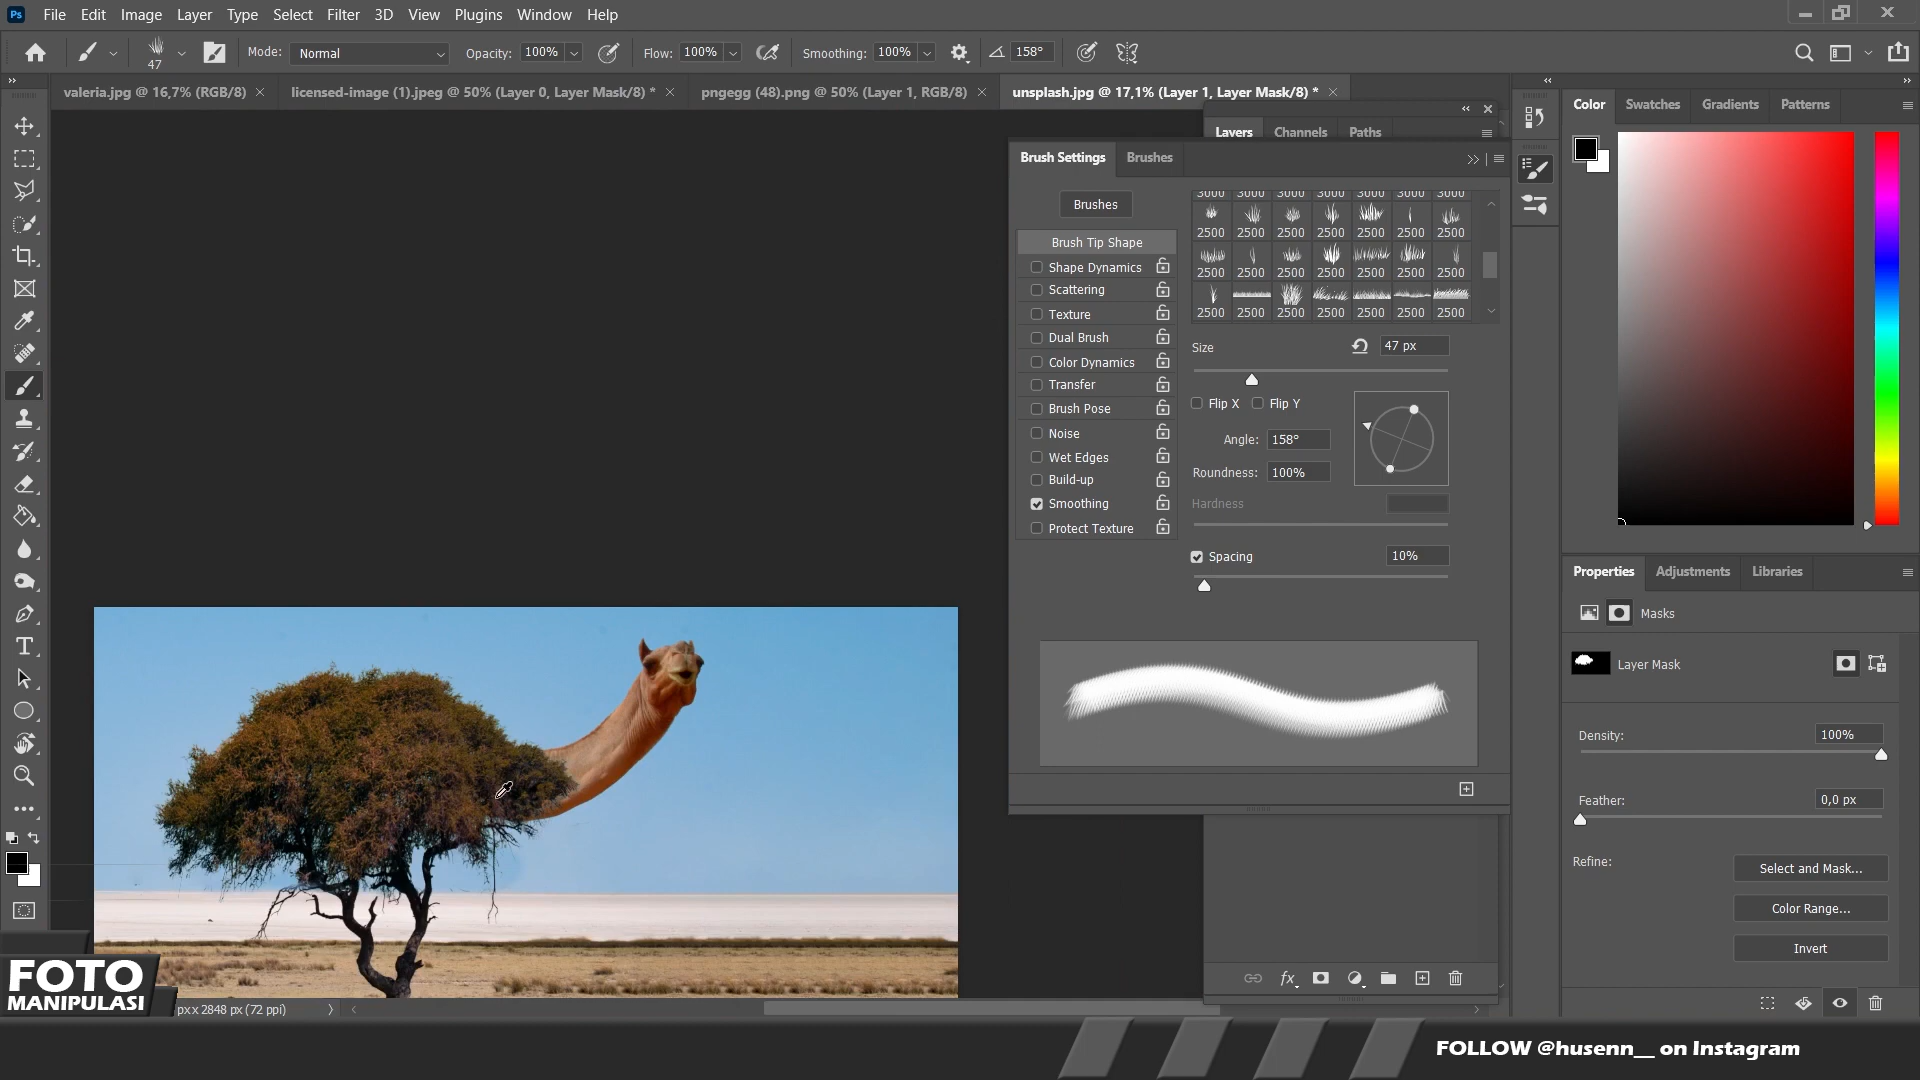 Ps File Edit Image Layer Type Select Filter 3D View Plugins Window Help
47 Mode: Normal Opacity: 100% Flow: 100% Smoothing: 100% 158°
valeria.jpg @ 16,7% (RGB/8) licensed-image (1).jpeg @ 50% (Layer 0, Layer Mask/8) * pngegg (48).png @ 50% (Layer 1, RGB/8) unsplash.jpg @ 17,1% (Layer 1, Layer Mask/8) *
Layers Channels Paths
Brush Settings Brushes
Brushes
Brush Tip Shape
Shape Dynamics
Scattering
Texture
Dual Brush
Color Dynamics
Transfer
Brush Pose
Noise
Wet Edges
Build-up
Smoothing
Protect Texture
3000 3000 3000 3000 3000 3000 3000
2500 2500 2500 2500 2500 2500 2500
2500 2500 2500 2500 2500 2500 2500
2500 2500 2500 2500 2500 2500 2500
Size 47 px
Flip X Flip Y
Angle: 158°
Roundness: 100%
Hardness
Spacing 10%
fx
Color Swatches Gradients Patterns
Properties Adjustments Libraries
Masks
Layer Mask
Density: 100%
Feather: 0,0 px
Refine: Select and Mask...
Color Range...
Invert
FOTO
MANIPULASI
px x 2848 px (72 ppi)
FOLLOW @husenn__ on Instagram